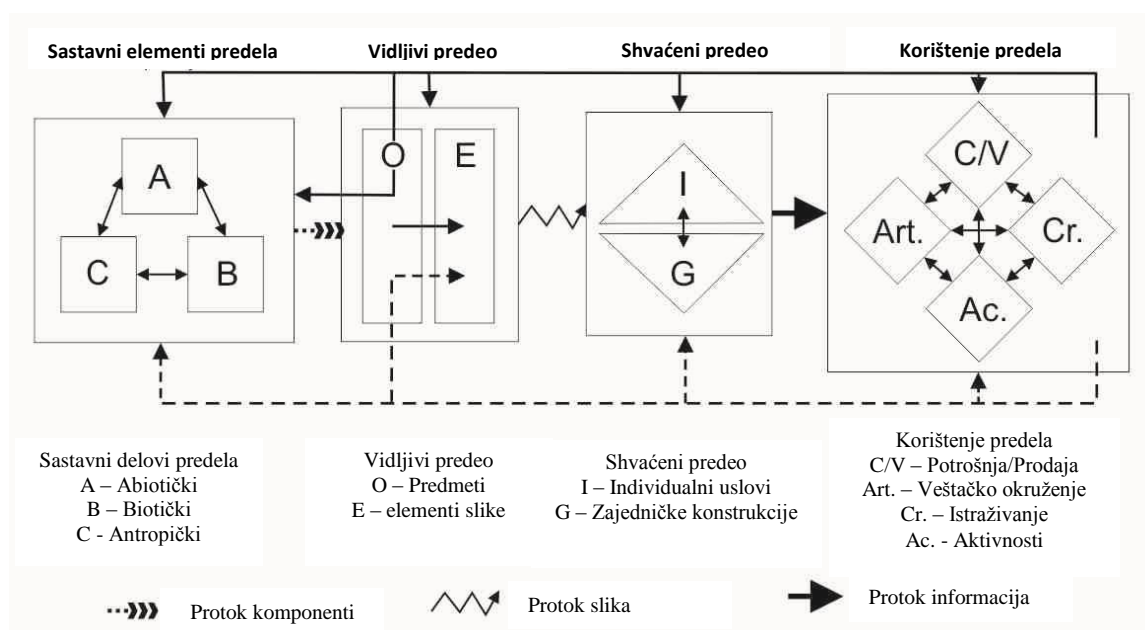 Sastavni elementi predela
Vidljivi predeo
Shvaćeni predeo
Korištenje predela
A
C
B
O
E
I
G
C/V
Art.
Cr.
Ac.
Sastavni delovi predela
A – Abiotički
B – Biotički
C - Antropički
Vidljivi predeo
O – Predmeti
E – elementi slike
Shvaćeni predeo
I – Individualni uslovi
G – Zajedničke konstrukcije
Korištenje predela
C/V – Potrošnja/Prodaja
Art. – Veštačko okruženje
Cr. – Istraživanje
Ac. - Aktivnosti
Protok komponenti
Protok slika
Protok informacija